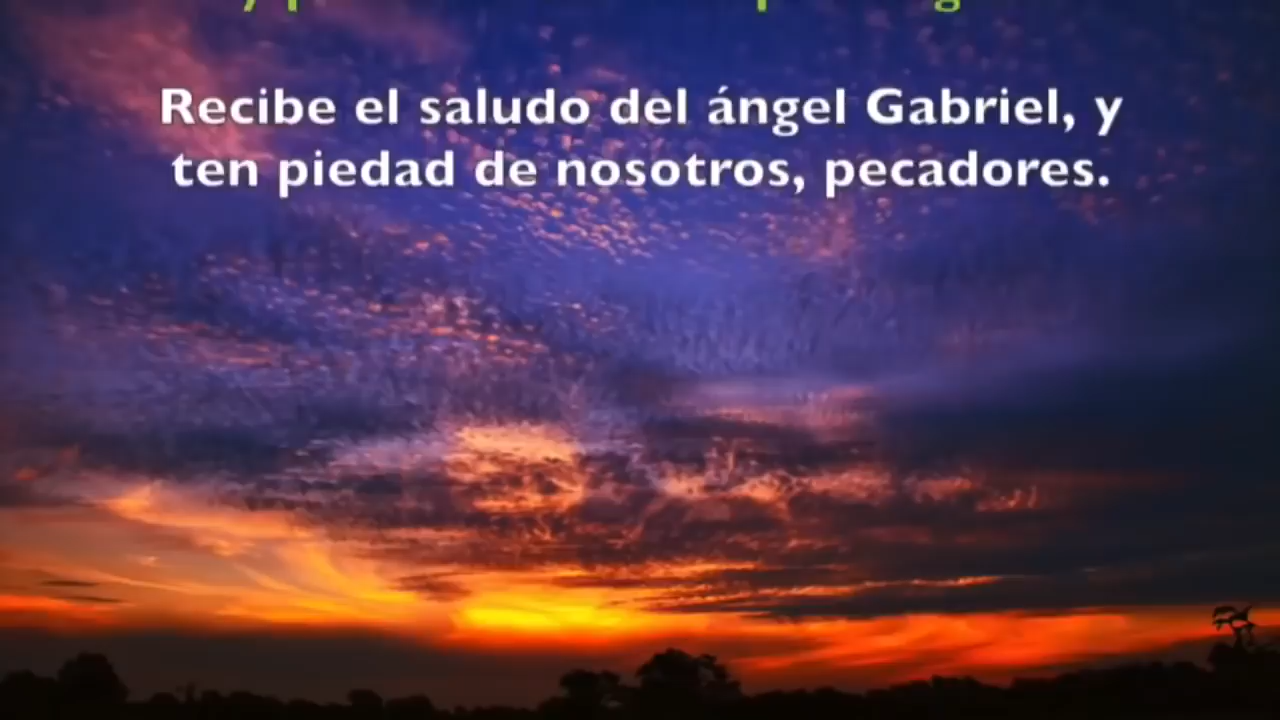 Recibe el saludo del ángel Gabriel, y
ten piedad de nosotros, pecadores.